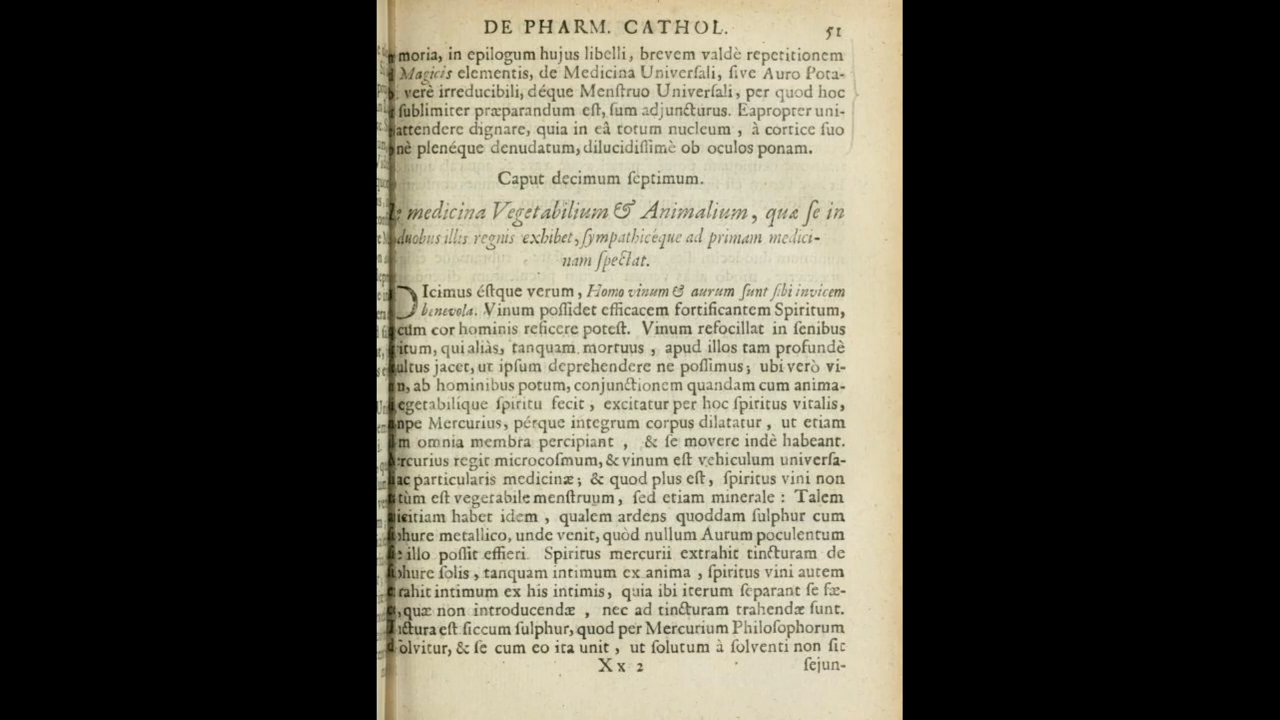 DE PHARM. CATHOL. 51
moria, in epilogum hujus libelli, brevem valdè repetitionem
Magicis elementis, de Medicina Univerſali, ſive Auro Pota-
verè irreducibili, déque Menſtruo Univerſali, per quod hoc
ſublimiter præparandum eſt, ſum adjuncturus. Eapropter uni-
attendere dignare, quia in eâ totum nucleum, à cortice ſuo
nè plenéque denudatum, dilucidiſſimè ob oculos ponam.
Caput decimum ſeptimum.
medicina Vegetabilium & Animalium, quæ ſe in
duobus illis regnis exhibet, ſympathicéque ad primam medici-
nam ſpectat.
DIcimus éſtque verum, Homo vinum & aurum ſunt ſibi invicem
benevola. Vinum poſſidet efficacem fortificantem Spiritum,
cùm cor hominis reficere poteſt. Vinum refocillat in ſenibus
itum, qui aliàs, tanquam mortuus, apud illos tam profundè
ultus jacet, ut ipſum deprehendere ne poſſimus; ubi verò vi-
n, ab hominibus potum, conjunctionem quandam cum anima-
egetabilique ſpiritu fecit, excitatur per hoc ſpiritus vitalis,
npe Mercurius, pérque integrum corpus dilatatur, ut etiam
m omnia membra percipiant, & ſe movere indè habeant.
rcurius regit microcoſmum, & vinum eſt vehiculum univerſa-
ac particularis medicinæ; & quod plus eſt, ſpiritus vini non
tùm eſt vegetabile menſtruum, ſed etiam minerale: Talem
icitiam habet idem, qualem ardens quoddam ſulphur cum
phure metallico, unde venit, quòd nullum Aurum poculentum
illo poſſit effieri. Spiritus mercurii extrahit tincturam de
phure ſolis, tanquam intimum ex anima, ſpiritus vini autem
rahit intimum ex his intimis, quia ibi iterum ſeparant ſe fæ-
, quæ non introducendæ, nec ad tincturam trahendæ ſunt.
ictura eſt ſiccum ſulphur, quod per Mercurium Philoſophorum
olvitur, & ſe cum eo ita unit, ut ſolutum à ſolventi non ſit
Xx 2 ſejun-